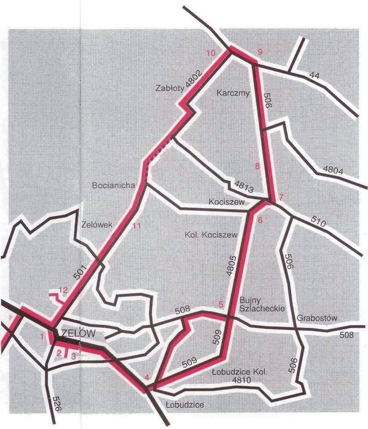 10
9
4802
44
Zabłoty
Karczmy
506
8
4804
4813
Bocianicha
7
Kociszew
6
510
11
Zelówek
Kol. Kociszew
506
501
4805
12
Bujny
Szlacheckie
5
508
Grabostów
508
1
ZELÓW
2
3
509
509
506
Łobudzice Kol.
4810
4
526
Łobudzice